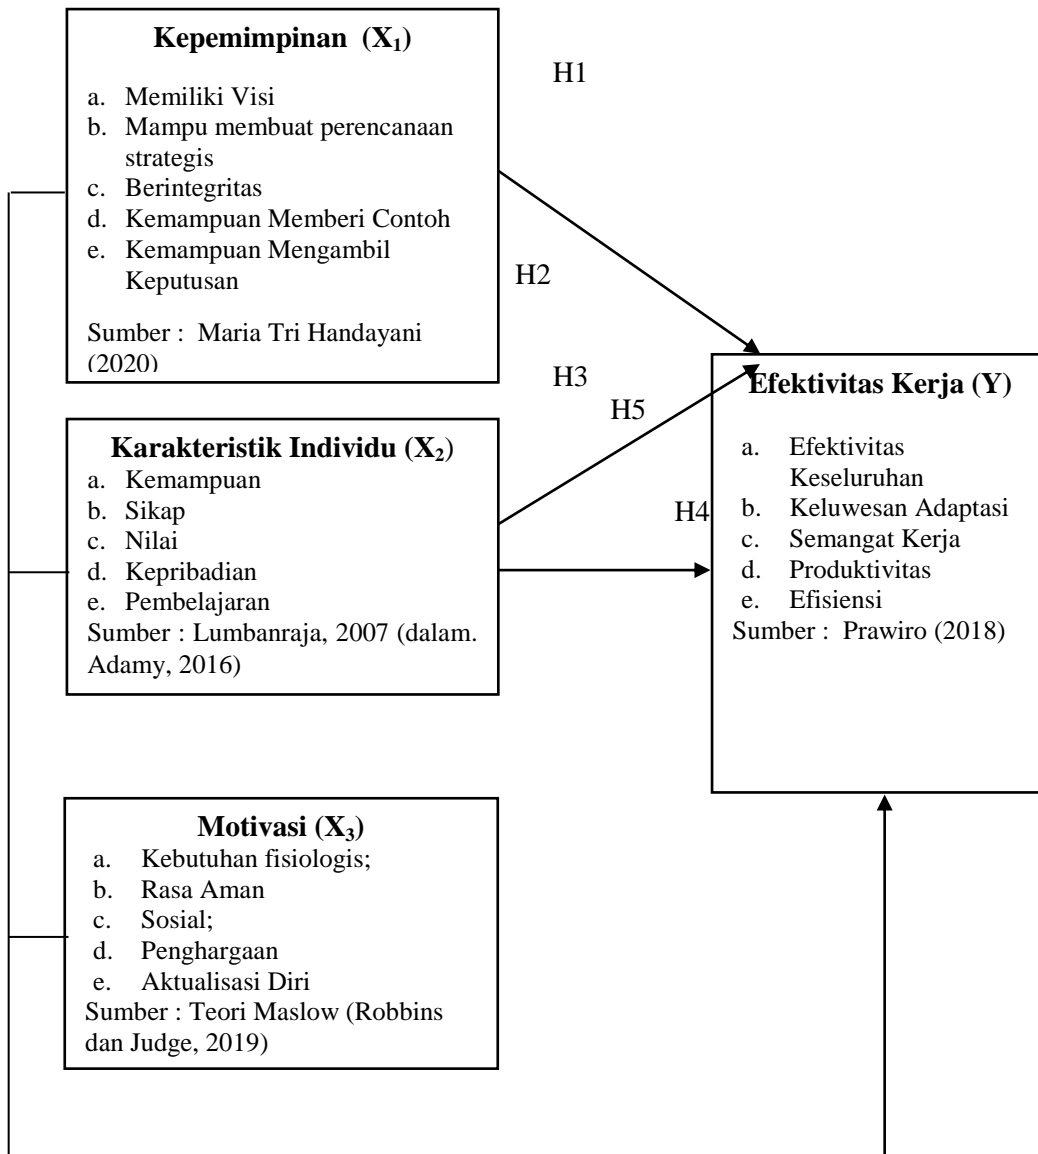 Kepemimpinan (X₁)
a. Memiliki Visi
b. Mampu membuat perencanaan
strategis
c. Berintegritas
d. Kemampuan Memberi Contoh
e. Kemampuan Mengambil
Keputusan
Sumber : Maria Tri Handayani
(2020)
H1
H2
H3
H5
H4
Karakteristik Individu (X₂)
a. Kemampuan
b. Sikap
c. Nilai
d. Kepribadian
e. Pembelajaran
Sumber : Lumbanraja, 2007 (dalam.
Adamy, 2016)
Efektivitas Kerja (Y)
a. Efektivitas
Keseluruhan
b. Keluwesan Adaptasi
c. Semangat Kerja
d. Produktivitas
e. Efisiensi
Sumber : Prawiro (2018)
Motivasi (X₃)
a. Kebutuhan fisiologis;
b. Rasa Aman
c. Sosial;
d. Penghargaan
e. Aktualisasi Diri
Sumber : Teori Maslow (Robbins
dan Judge, 2019)